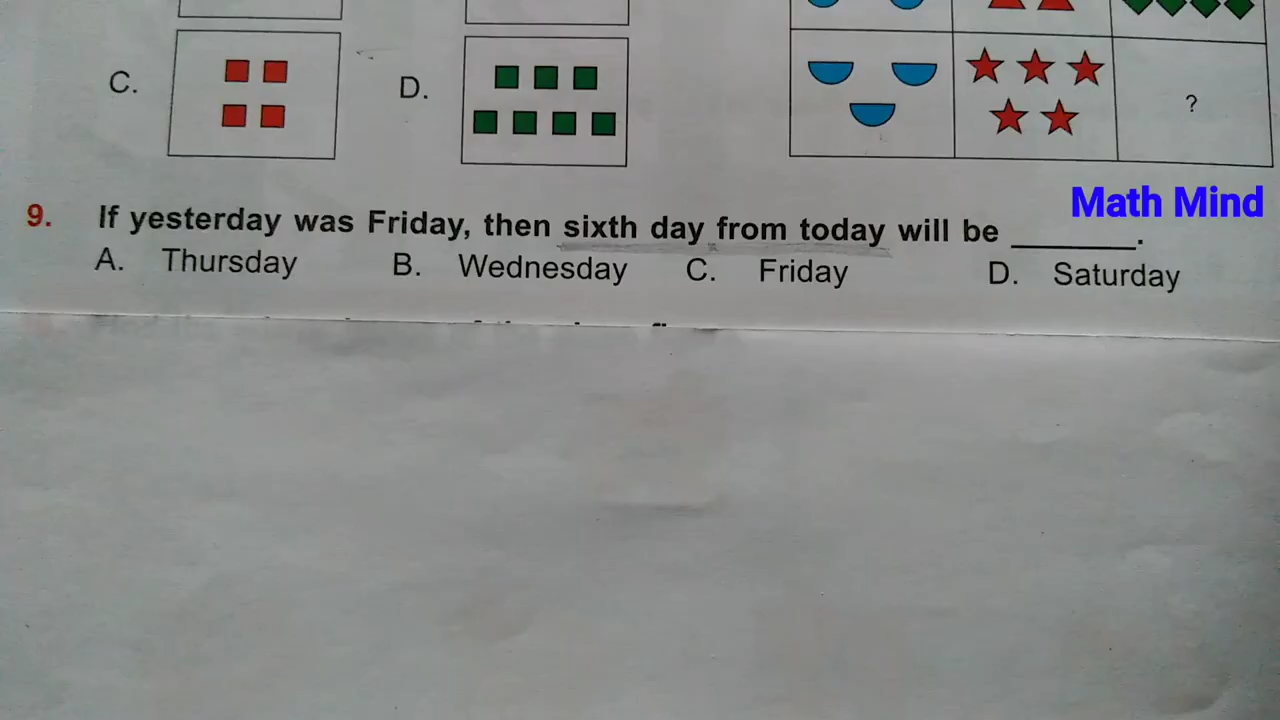 C.
D.
?
Math Mind
9. If yesterday was Friday, then sixth day from today will be ________.
A. Thursday B. Wednesday C. Friday D. Saturday